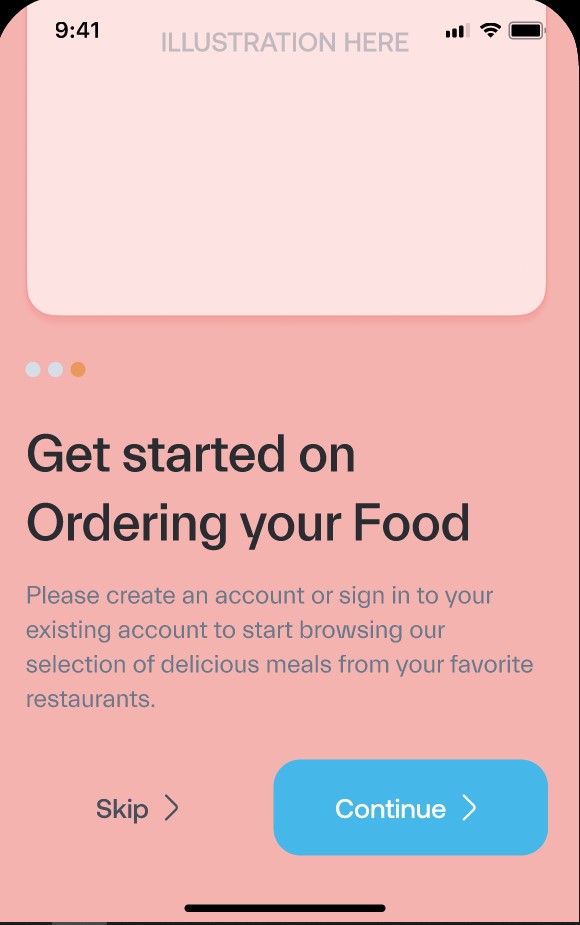 9:41
ILLUSTRATION HERE
Get started on
Ordering your Food
Please create an account or sign in to your
existing account to start browsing our
selection of delicious meals from your favorite
restaurants.
Skip
Continue